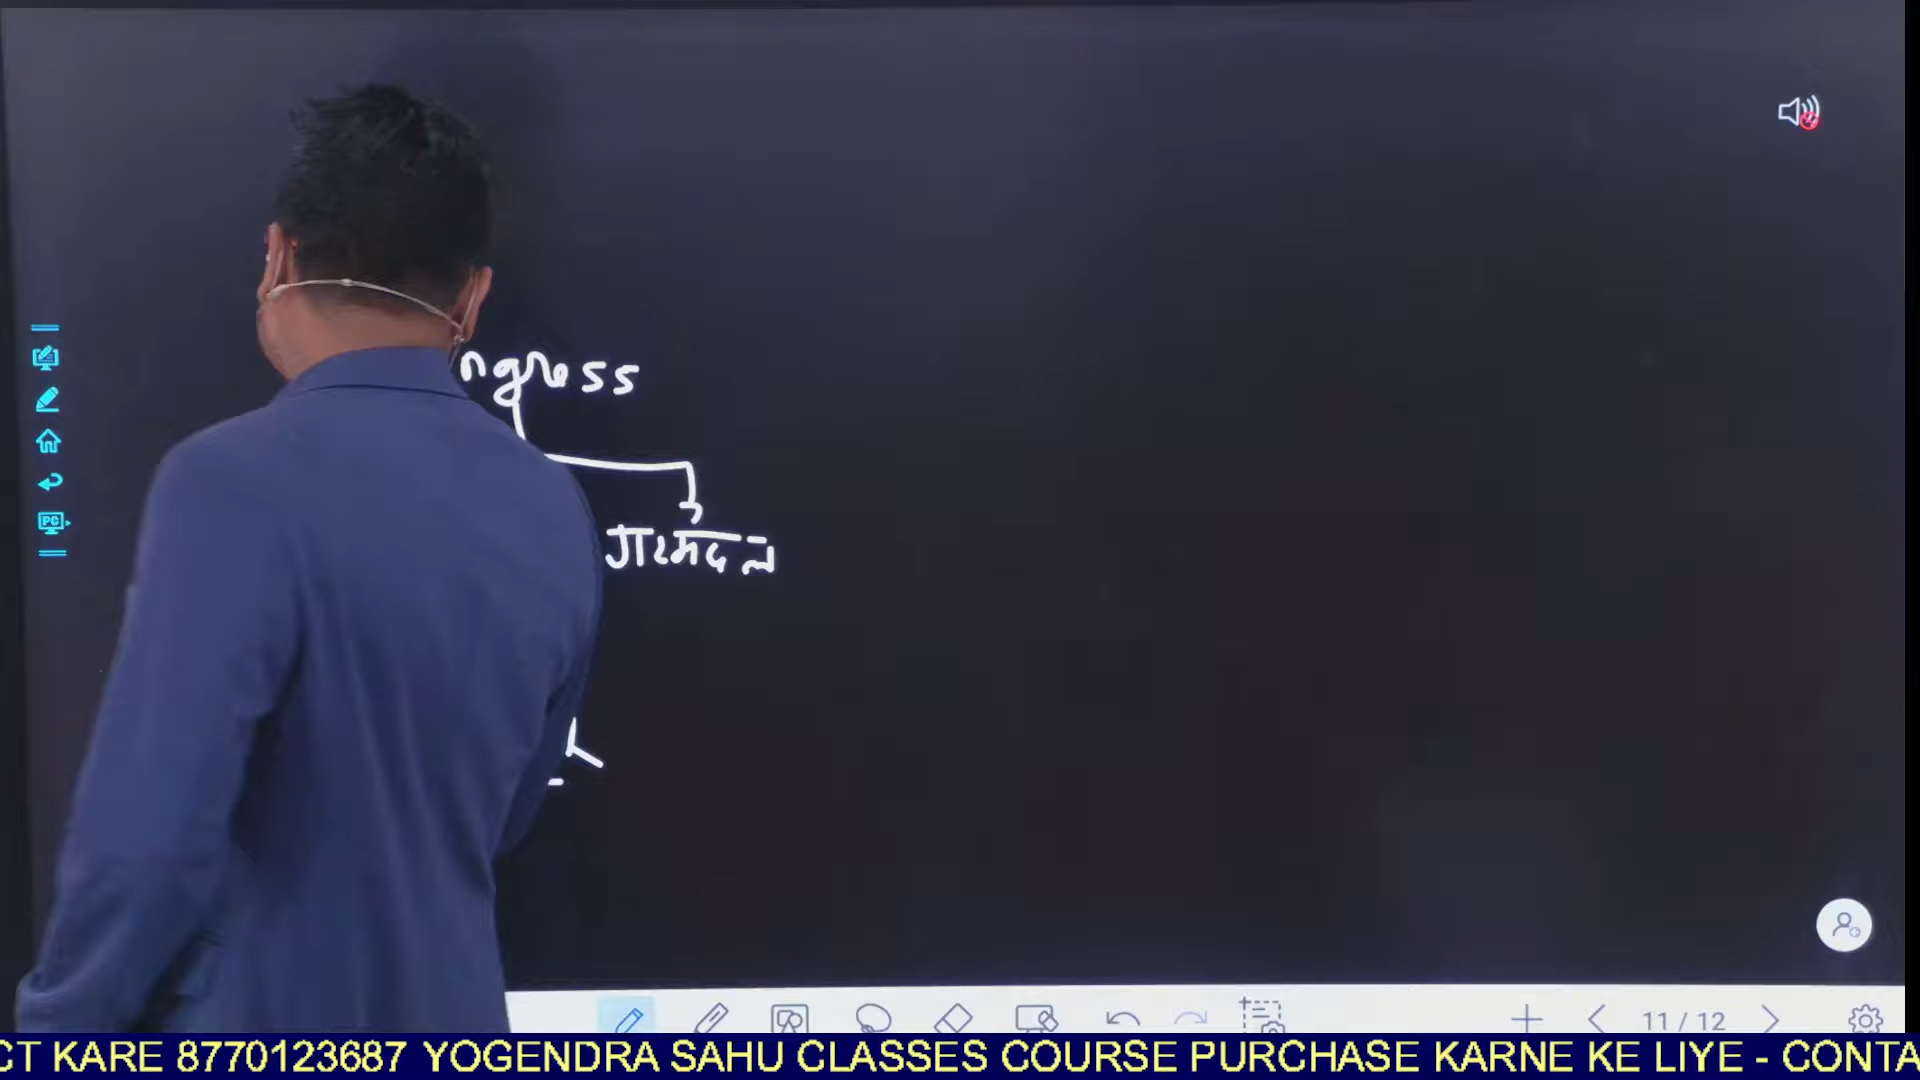 ngress
गरमदल
11 / 12
CT KARE 8770123687 YOGENDRA SAHU CLASSES COURSE PURCHASE KARNE KE LIYE - CONTA